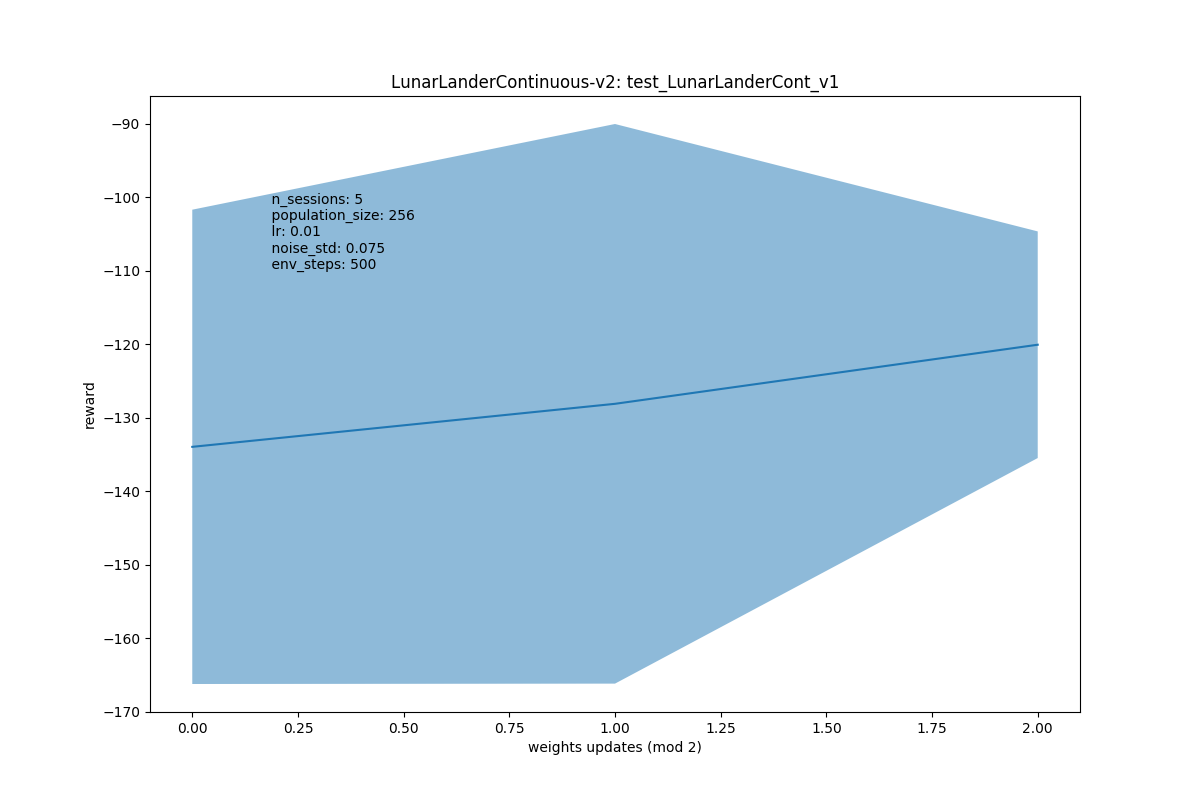 LunarLanderContinuous-v2: test_LunarLanderCont_v1
−90
−100
−110
−120
−130
−140
−150
−160
−170
reward
n_sessions: 5
population_size: 256
lr: 0.01
noise_std: 0.075
env_steps: 500
0.00 0.25 0.50 0.75 1.00 1.25 1.50 1.75 2.00
weights updates (mod 2)